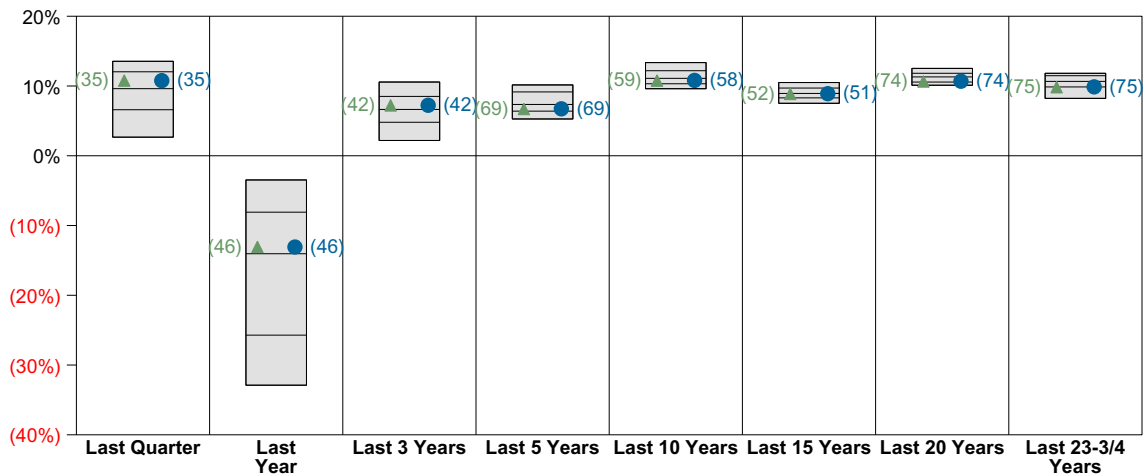 20%
10%
0%
(10%)
(20%)
(30%)
(40%)
(35) (35)
(46) (46)
(42) (42)
(69) (69)
(59) (58)
(52) (51)
(74) (74)
(75) (75)
Last Quarter
Last
Year
Last 3 Years
Last 5 Years
Last 10 Years
Last 15 Years
Last 20 Years
Last 23-3/4
Years